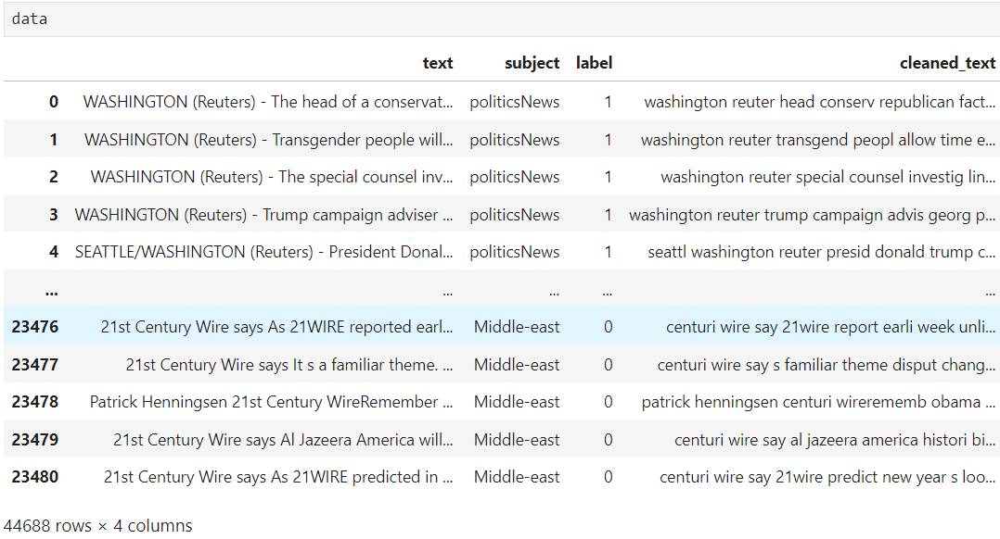 data
text subject label cleaned_text
0 WASHINGTON (Reuters) - The head of a conservat... politicsNews 1 washington reuter head conserv republican fact...
1 WASHINGTON (Reuters) - Transgender people will... politicsNews 1 washington reuter transgend peopl allow time e...
2 WASHINGTON (Reuters) - The special counsel inv... politicsNews 1 washington reuter special counsel investig lin...
3 WASHINGTON (Reuters) - Trump campaign adviser ... politicsNews 1 washington reuter trump campaign advis georg p...
4 SEATTLE/WASHINGTON (Reuters) - President Donal... politicsNews 1 seattl washington reuter presid donald trump c...
... ... ... ... ...
23476 21st Century Wire says As 21WIRE reported earl... Middle-east 0 centuri wire say 21wire report earli week unli...
23477 21st Century Wire says It s a familiar theme. ... Middle-east 0 centuri wire say s familiar theme disput chang...
23478 Patrick Henningsen 21st Century WireRemember ... Middle-east 0 patrick henningsen centuri wirerememb obama ...
23479 21st Century Wire says Al Jazeera America will... Middle-east 0 centuri wire say al jazeera america histori bi...
23480 21st Century Wire says As 21WIRE predicted in ... Middle-east 0 centuri wire say 21wire predict new year s loo...
44688 rows × 4 columns